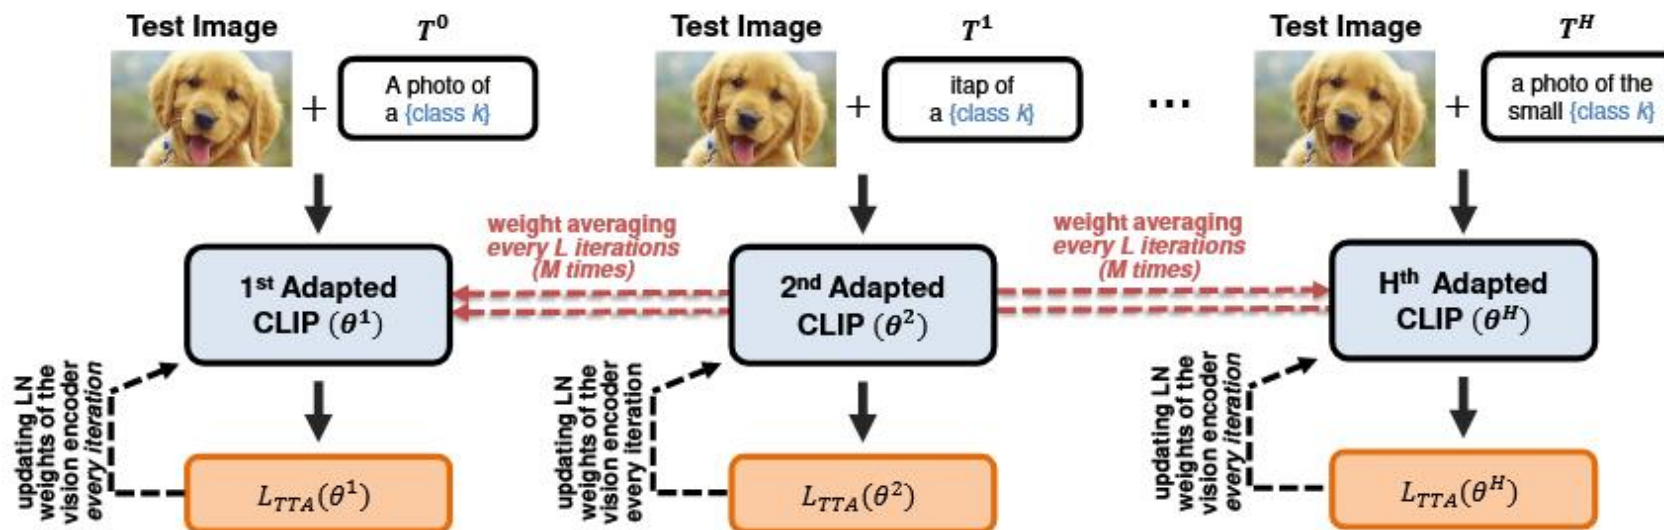 Test Image
T⁰
Test Image
T¹
Test Image
Tᴴ
+
A photo of
a {class k}
+
itap of
a {class k}
...
+
a photo of the
small {class k}
weight averaging
every L iterations
(M times)
weight averaging
every L iterations
(M times)
1st Adapted
CLIP (θ¹)
2nd Adapted
CLIP (θ²)
Hth Adapted
CLIP (θᴴ)
updating LN
weights of the
vision encoder
every iteration
updating LN
weights of the
vision encoder
every iteration
updating LN
weights of the
vision encoder
every iteration
L_TTA(θ¹)
L_TTA(θ²)
L_TTA(θᴴ)